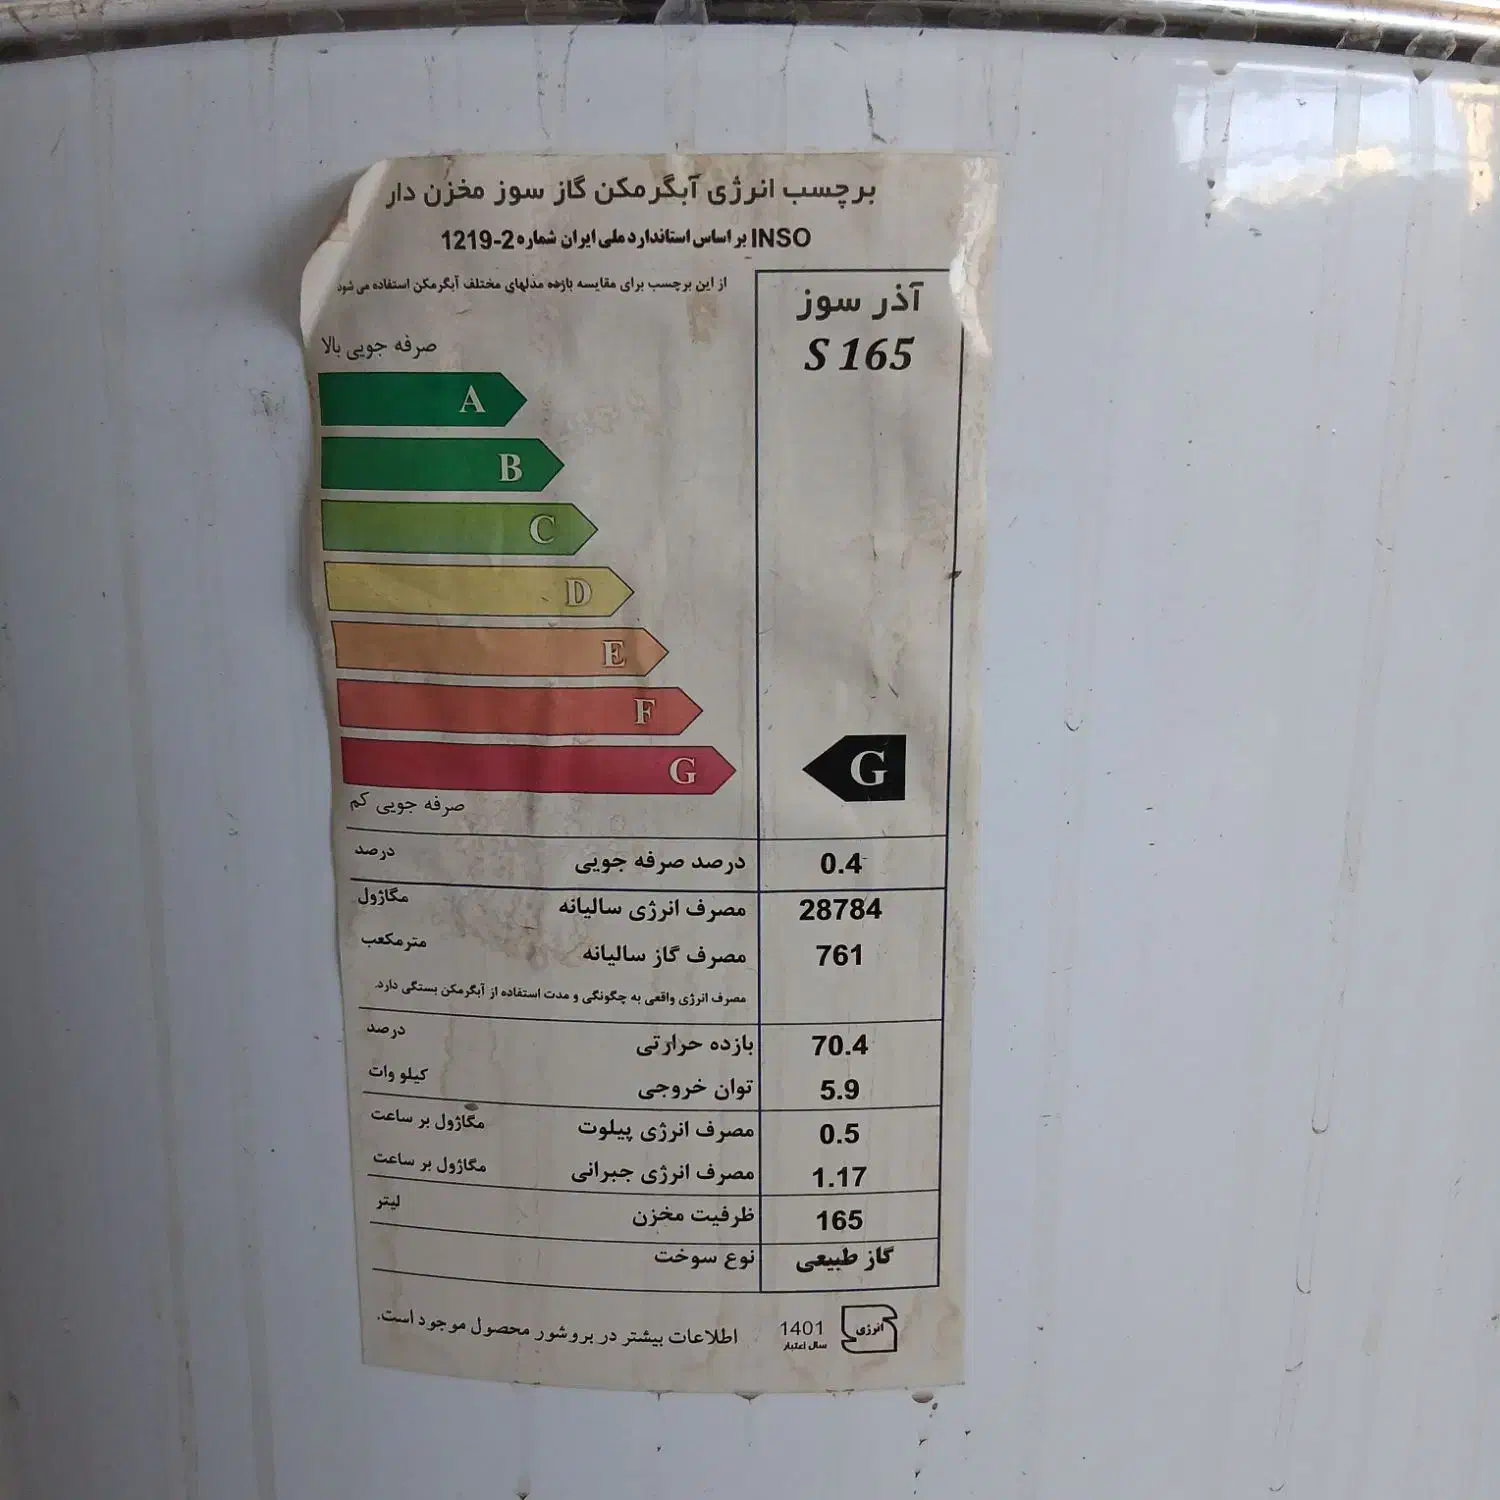 برچسب انرژی آبگرمکن گاز سوز مخزن دار
INSO بر اساس استاندارد ملی ایران شماره 2-1219
آذر سوز
S 165
از این برچسب برای مقایسه بازده مدلهای مختلف آبگرمکن استفاده می شود
صرفه جویی بالا
A
B
C
D
E
F
G
G
صرفه جویی کم
0.4 درصد صرفه جویی درصد
28784 مصرف انرژی سالیانه مگاژول
761 مصرف گاز سالیانه مترمکعب
مصرف انرژی واقعی به چگونگی و مدت استفاده از آبگرمکن بستگی دارد.
70.4 بازده حرارتی درصد
5.9 توان خروجی کیلو وات
0.5 مصرف انرژی پیلوت مگاژول بر ساعت
1.17 مصرف انرژی جبرانی مگاژول بر ساعت
165 ظرفیت مخزن لیتر
گاز طبیعی نوع سوخت
انرژی
1401
سال اعتبار
اطلاعات بیشتر در بروشور محصول موجود است.